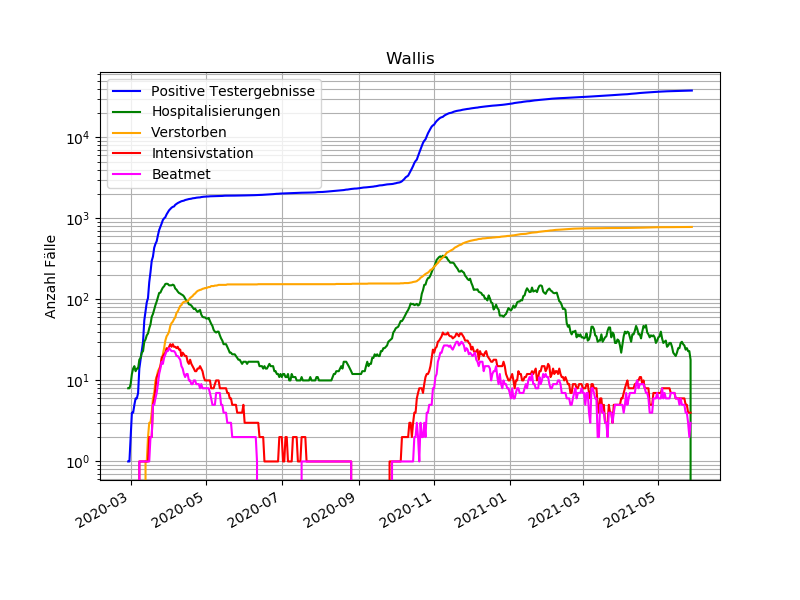 Wallis
Positive Testergebnisse
Hospitalisierungen
Verstorben
Intensivstation
Beatmet
Anzahl Fälle
10⁴
10³
10²
10¹
10⁰
2020-03
2020-05
2020-07
2020-09
2020-11
2021-01
2021-03
2021-05